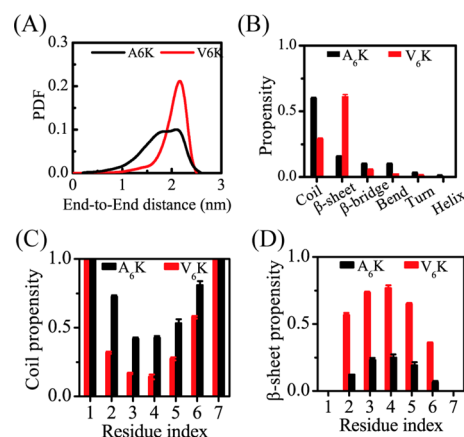 (A)
A6K V6K
0.3
0.2
0.1
0.0
PDF
0 1 2 3
End-to-End distance (nm)
(B)
A₆K V₆K
1.0
0.5
0.0
Propensity
Coil β-sheet β-bridge Bend Turn Helix
(C)
A₆K
V₆K
1.0
0.5
0.0
Coil propensity
1 2 3 4 5 6 7
Residue index
(D)
A₆K V₆K
1.0
0.5
0.0
β-sheet propensity
1 2 3 4 5 6 7
Residue index